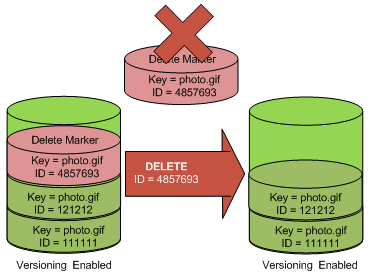 Delete Marker
Key = photo.gif
ID = 4857693
Delete Marker
Key = photo.gif
ID = 4857693
Key = photo.gif
ID = 121212
Key = photo.gif
ID = 111111
Versioning Enabled
DELETE
ID = 4857693
Key = photo.gif
ID = 121212
Key = photo.gif
ID = 111111
Versioning Enabled